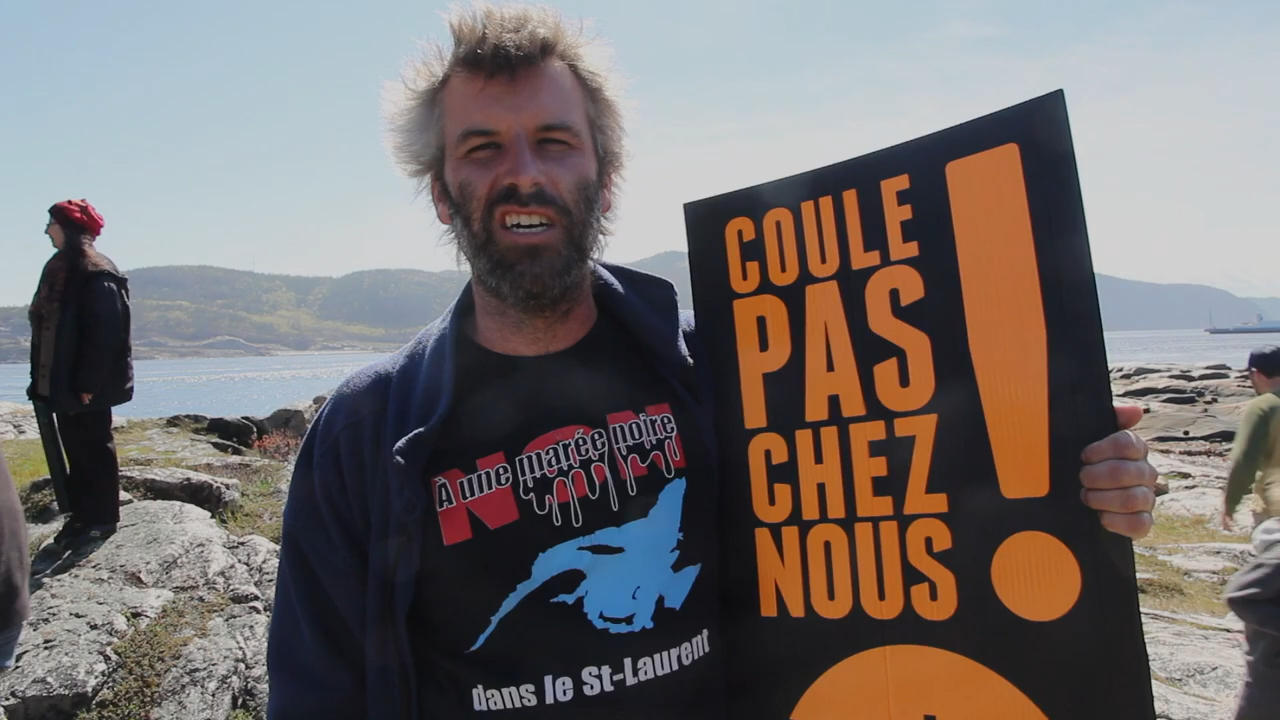 COULE
PAS
CHEZ
NOUS
!
NON
À une marée noire
dans le St-Laurent